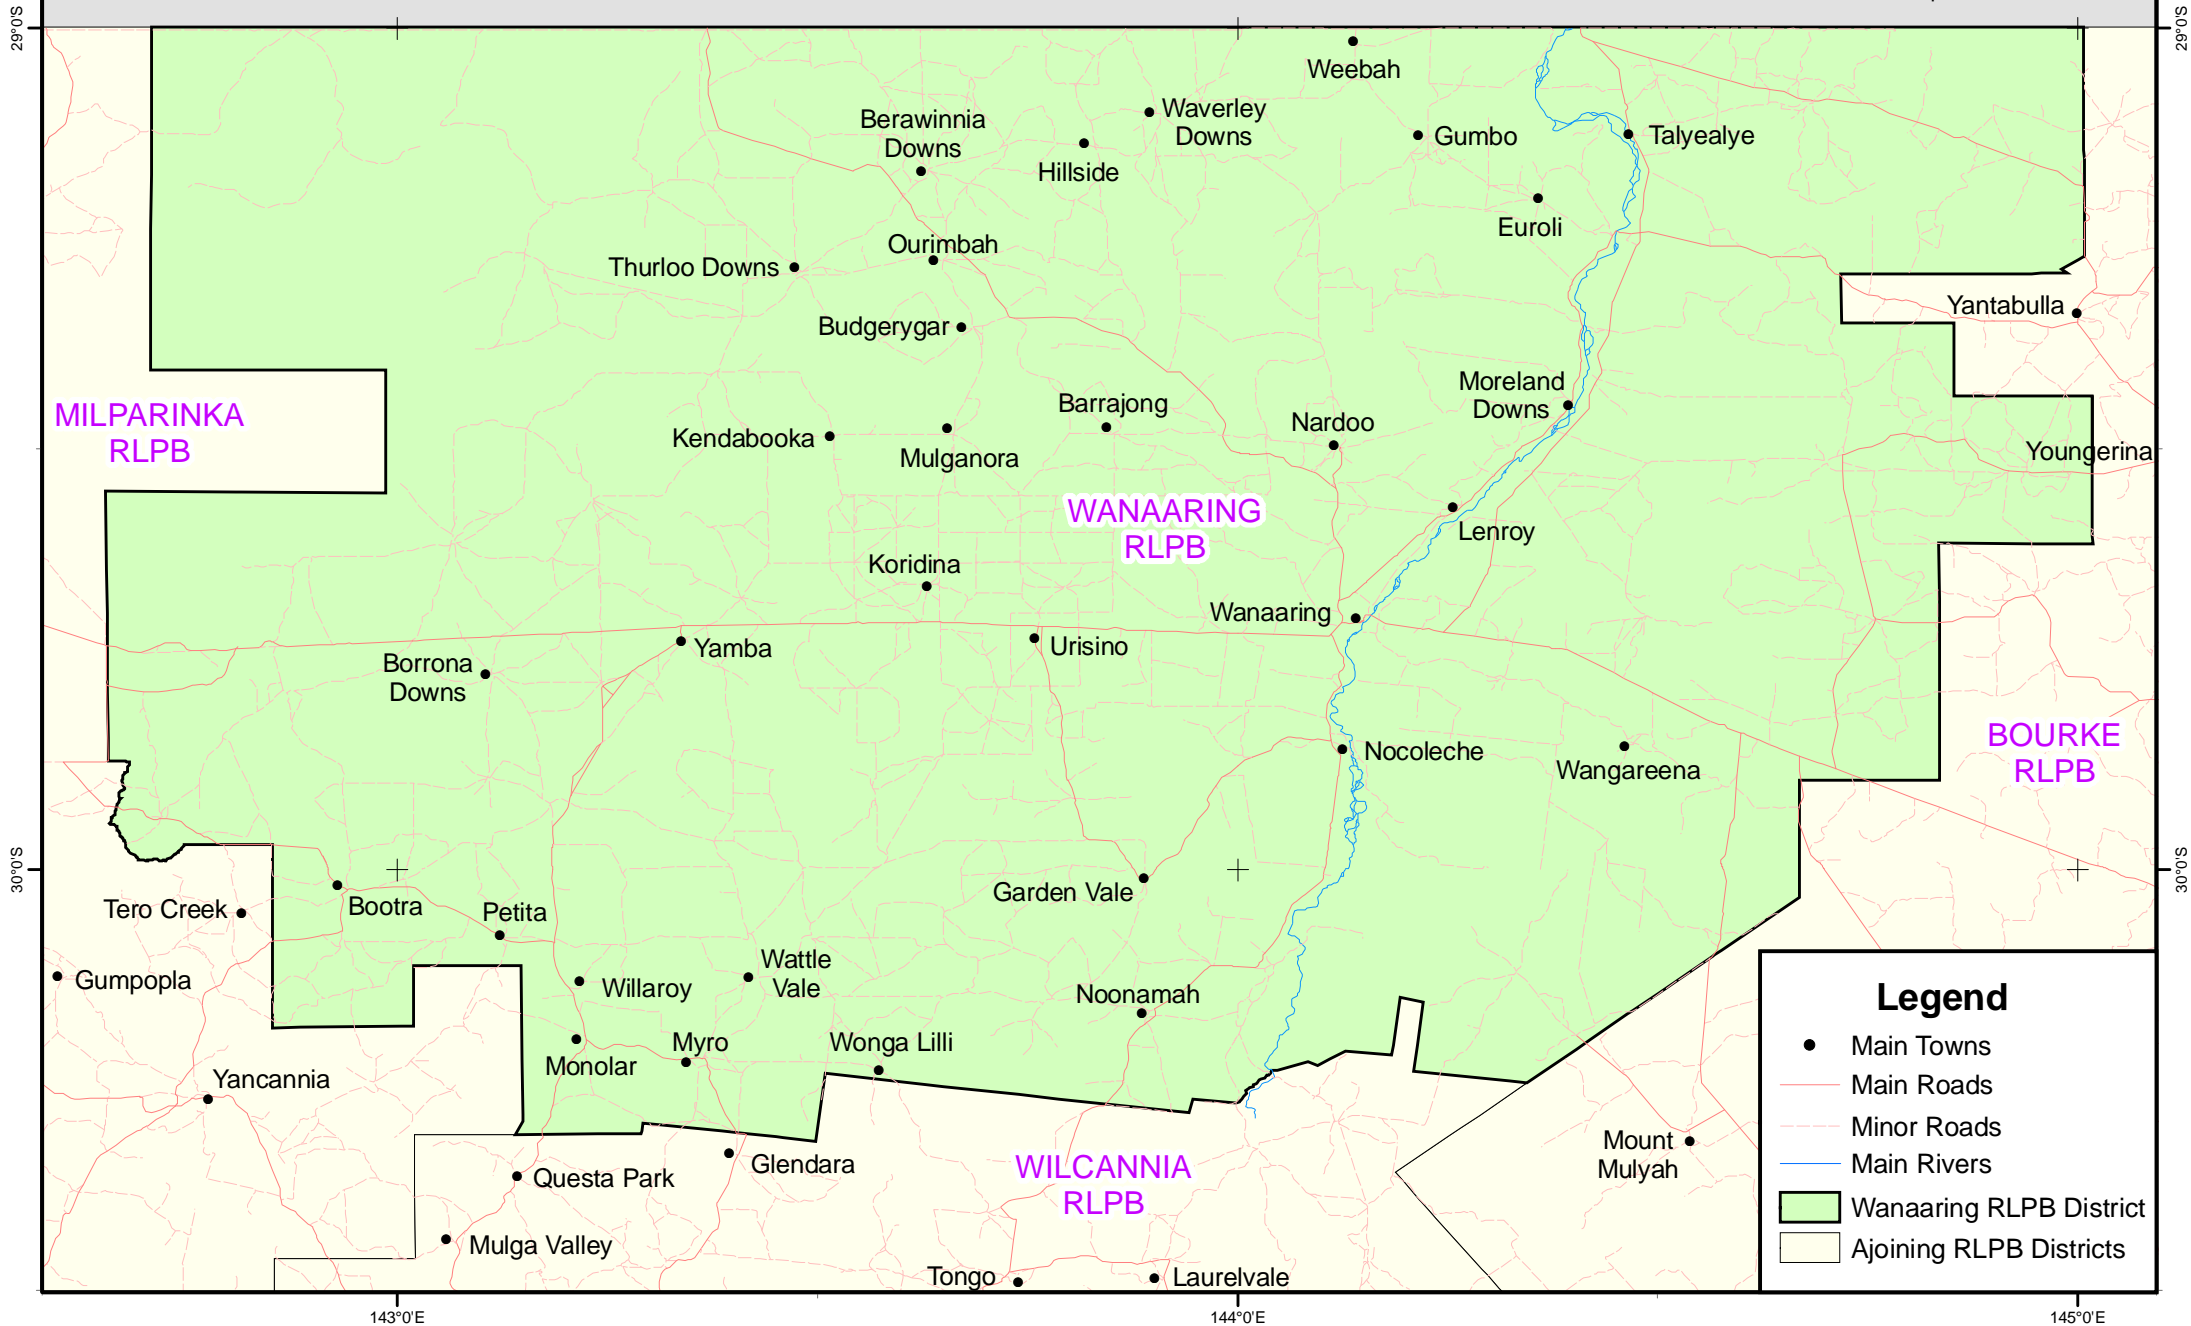 29°0'S
29°0'S
Weebah
Waverley
Downs
Berawinnia
Downs
Gumbo
Talyealye
Hillside
Euroli
Ourimbah
Thurloo Downs
Yantabulla
Budgerygar
Moreland
Downs
MILPARINKA
RLPB
Barrajong
Nardoo
Kendabooka
Mulganora
Youngerina
WANAARING
RLPB
Lenroy
Koridina
Wanaaring
Yamba
Urisino
Borrona
Downs
BOURKE
RLPB
Nocoleche
Wangareena
30°0'S
30°0'S
Garden Vale
Tero Creek
Bootra
Petita
Wattle
Vale
Gumpopla
Willaroy
Noonamah
Legend
Main Towns
Main Roads
Minor Roads
Main Rivers
Wanaaring RLPB District
Ajoining RLPB Districts
Myro
Wonga Lilli
Monolar
Yancannia
Mount
Mulyah
Glendara
WILCANNIA
RLPB
Questa Park
Mulga Valley
Tongo
Laurelvale
143°0'E
144°0'E
145°0'E